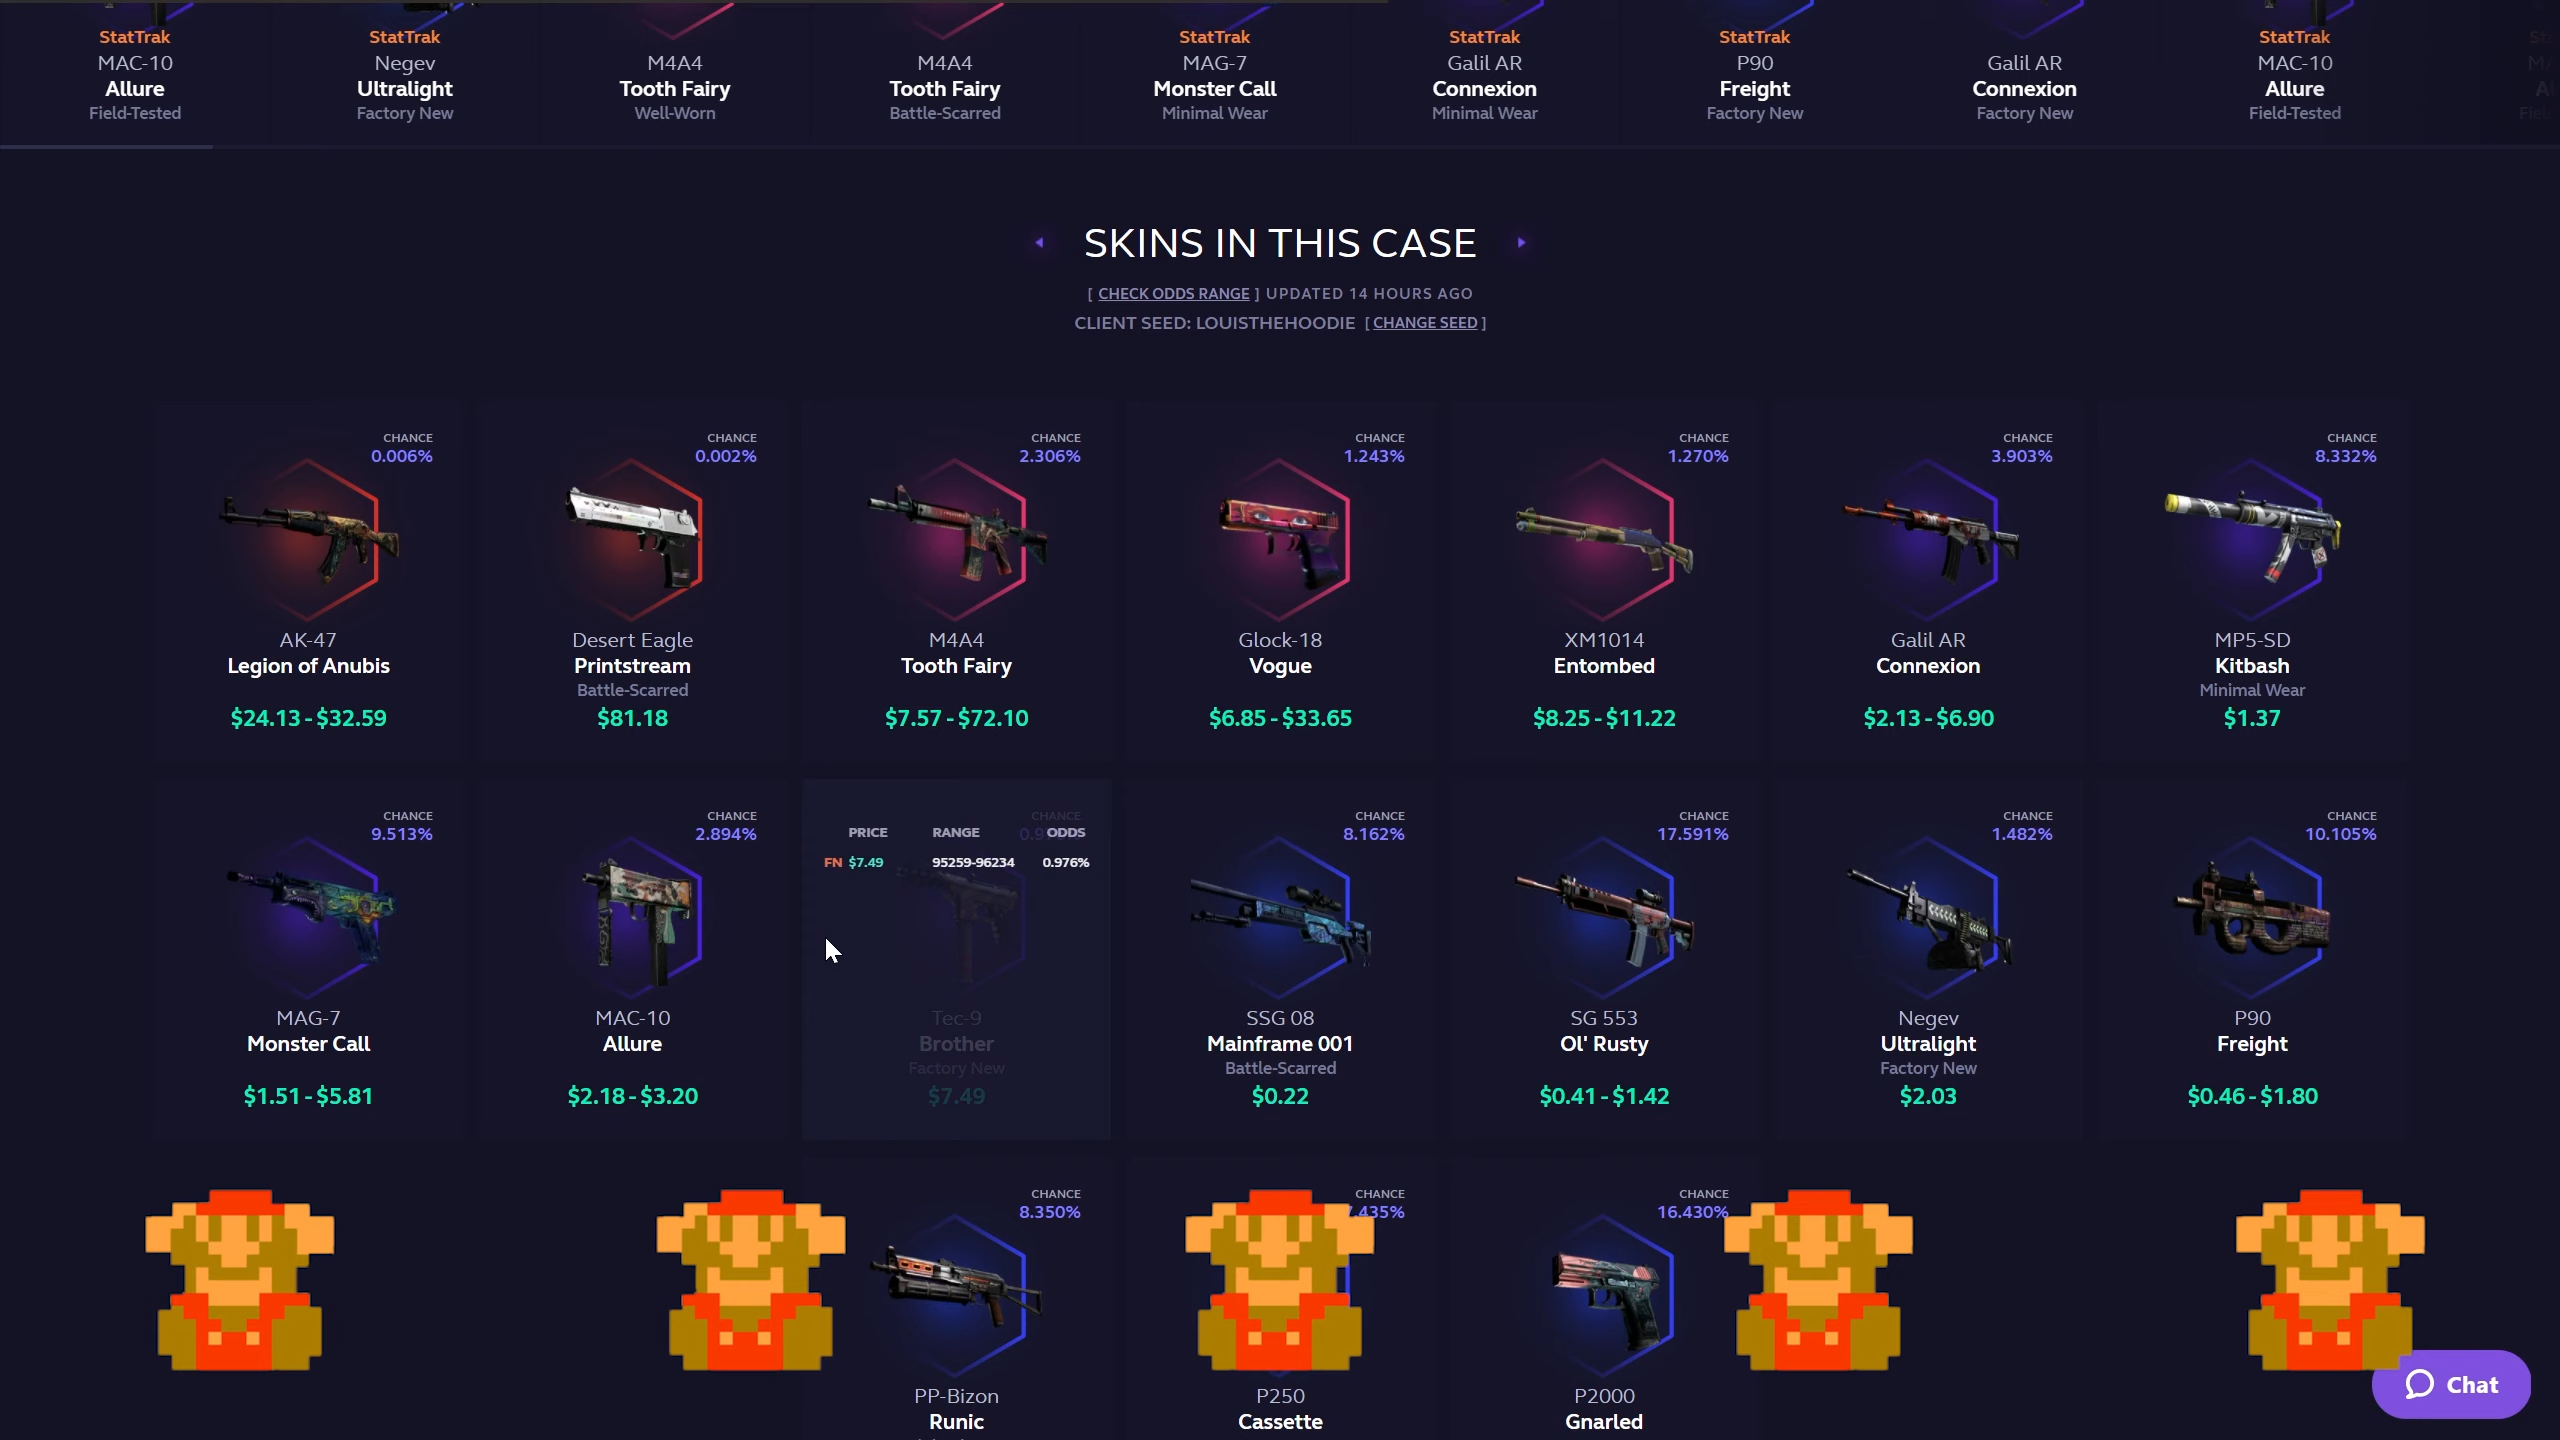 StatTrak
MAC-10
Allure
Field-Tested
StatTrak
Negev
Ultralight
Factory New
M4A4
Tooth Fairy
Well-Worn
M4A4
Tooth Fairy
Battle-Scarred
StatTrak
MAG-7
Monster Call
Minimal Wear
StatTrak
Galil AR
Connexion
Minimal Wear
StatTrak
P90
Freight
Factory New
Galil AR
Connexion
Factory New
StatTrak
MAC-10
Allure
Field-Tested
SKINS IN THIS CASE
[ CHECK ODDS RANGE ] UPDATED 14 HOURS AGO
CLIENT SEED: LOUISTHEHOODIE [ CHANGE SEED ]
CHANCE
0.006%
AK-47
Legion of Anubis
$24.13 - $32.59
CHANCE
0.002%
Desert Eagle
Printstream
Battle-Scarred
$81.18
CHANCE
2.306%
M4A4
Tooth Fairy
$7.57 - $72.10
CHANCE
1.243%
Glock-18
Vogue
$6.85 - $33.65
CHANCE
1.270%
XM1014
Entombed
$8.25 - $11.22
CHANCE
3.903%
Galil AR
Connexion
$2.13 - $6.90
CHANCE
8.332%
MP5-SD
Kitbash
Minimal Wear
$1.37
CHANCE
9.513%
MAG-7
Monster Call
$1.51 - $5.81
CHANCE
2.894%
MAC-10
Allure
$2.18 - $3.20
CHANCE
PRICE RANGE ODDS
FN $7.49 95259-96234 0.976%
Tec-9
Brother
Factory New
$7.49
CHANCE
8.162%
SSG 08
Mainframe 001
Battle-Scarred
$0.22
CHANCE
17.591%
SG 553
Ol' Rusty
$0.41 - $1.42
CHANCE
1.482%
Negev
Ultralight
Factory New
$2.03
CHANCE
10.105%
P90
Freight
$0.46 - $1.80
CHANCE
8.350%
PP-Bizon
Runic
CHANCE
P250
Cassette
CHANCE
16.430%
P2000
Gnarled
Chat